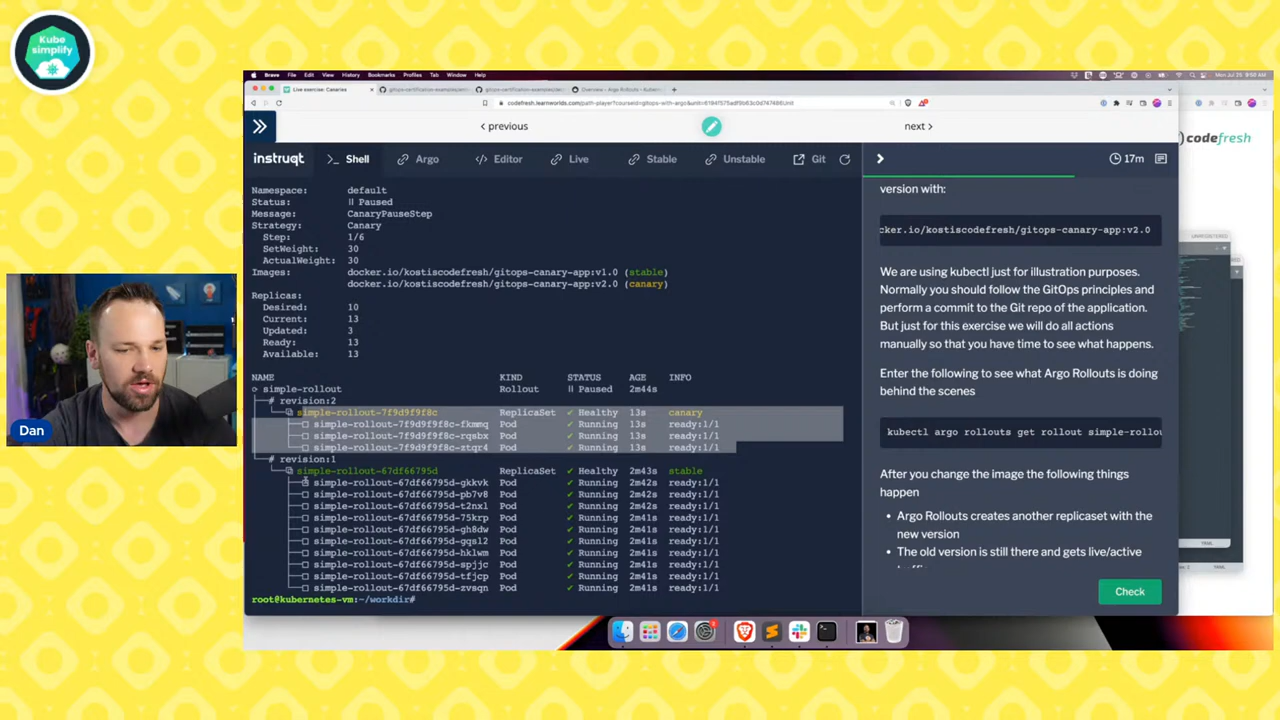 Kube
simplify
Brave File Edit View History Bookmarks Profiles Tab Window Help
Live exercise: Canaries
codefresh
< previous
next >
instruqt
Shell
Argo
Editor
Live
Stable
Unstable
Git
17m
Namespace: default
Status: Paused
Message: CanaryPauseStep
Strategy: Canary
Step: 1/6
SetWeight: 30
ActualWeight: 30
Images: docker.io/kostiscodefresh/gitops-canary-app:v1.0 (stable)
docker.io/kostiscodefresh/gitops-canary-app:v2.0 (canary)
Replicas:
Desired: 10
Current: 13
Updated: 3
Ready: 13
Available: 13
NAME KIND STATUS AGE INFO
simple-rollout Rollout Paused 2m44s
# revision:2
simple-rollout-7f9d9f9f8c ReplicaSet ✔ Healthy 13s canary
simple-rollout-7f9d9f9f8c-fkmmq Pod ✔ Running 13s ready:1/1
simple-rollout-7f9d9f9f8c-rqsbx Pod ✔ Running 13s ready:1/1
simple-rollout-7f9d9f9f8c-ztqr4 Pod ✔ Running 13s ready:1/1
# revision:1
simple-rollout-67df66795d ReplicaSet ✔ Healthy 2m43s stable
simple-rollout-67df66795d-gkkvk Pod ✔ Running 2m42s ready:1/1
simple-rollout-67df66795d-pb7v8 Pod ✔ Running 2m42s ready:1/1
simple-rollout-67df66795d-t2nxl Pod ✔ Running 2m42s ready:1/1
simple-rollout-67df66795d-75krp Pod ✔ Running 2m41s ready:1/1
simple-rollout-67df66795d-gh8dw Pod ✔ Running 2m41s ready:1/1
simple-rollout-67df66795d-qqsl2 Pod ✔ Running 2m41s ready:1/1
simple-rollout-67df66795d-hklwm Pod ✔ Running 2m41s ready:1/1
simple-rollout-67df66795d-spjjc Pod ✔ Running 2m41s ready:1/1
simple-rollout-67df66795d-tfjcp Pod ✔ Running 2m41s ready:1/1
simple-rollout-67df66795d-zvsqn Pod ✔ Running 2m41s ready:1/1
root@kubernetes-vm:~/workdir#
version with:
cker.io/kostiscodefresh/gitops-canary-app:v2.0
We are using kubectl just for illustration purposes.
Normally you should follow the GitOps principles and
perform a commit to the Git repo of the application.
But just for this exercise we will do all actions
manually so that you have time to see what happens.
Enter the following to see what Argo Rollouts is doing
behind the scenes
kubectl argo rollouts get rollout simple-rollou
After you change the image the following things
happen
• Argo Rollouts creates another replicaset with the
new version
• The old version is still there and gets live/active
Check
Dan